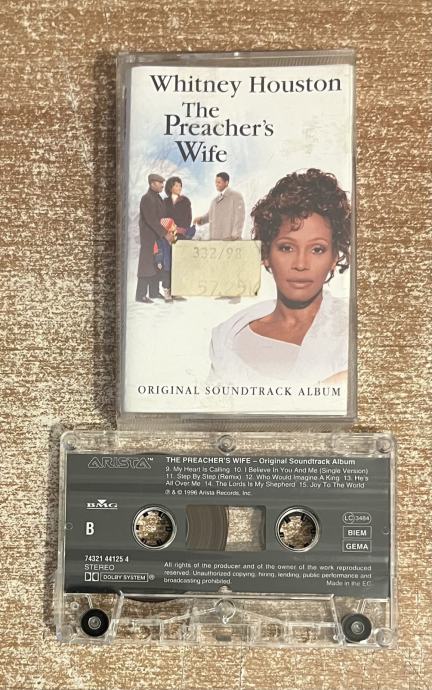 Whitney Houston
The
Preacher's
Wife
332/98
57.29
ORIGINAL SOUNDTRACK ALBUM
ARISTA™
THE PREACHER'S WIFE – Original Soundtrack Album
9. My Heart Is Calling 10. I Believe In You And Me (Single Version)
11. Step By Step (Remix) 12. Who Would Imagine A King 13. He's
All Over Me 14. The Lords Is My Shepherd 15. Joy To The World
℗ & © 1996 Arista Records, Inc.
BMG
LC 3484
B
BIEM
GEMA
74321 44125 4
STEREO
DOLBY SYSTEM ®
All rights of the producer and of the owner of the work reproduced
reserved. Unauthorized copying, hiring, lending, public performance and
broadcasting prohibited.
Made in the EC